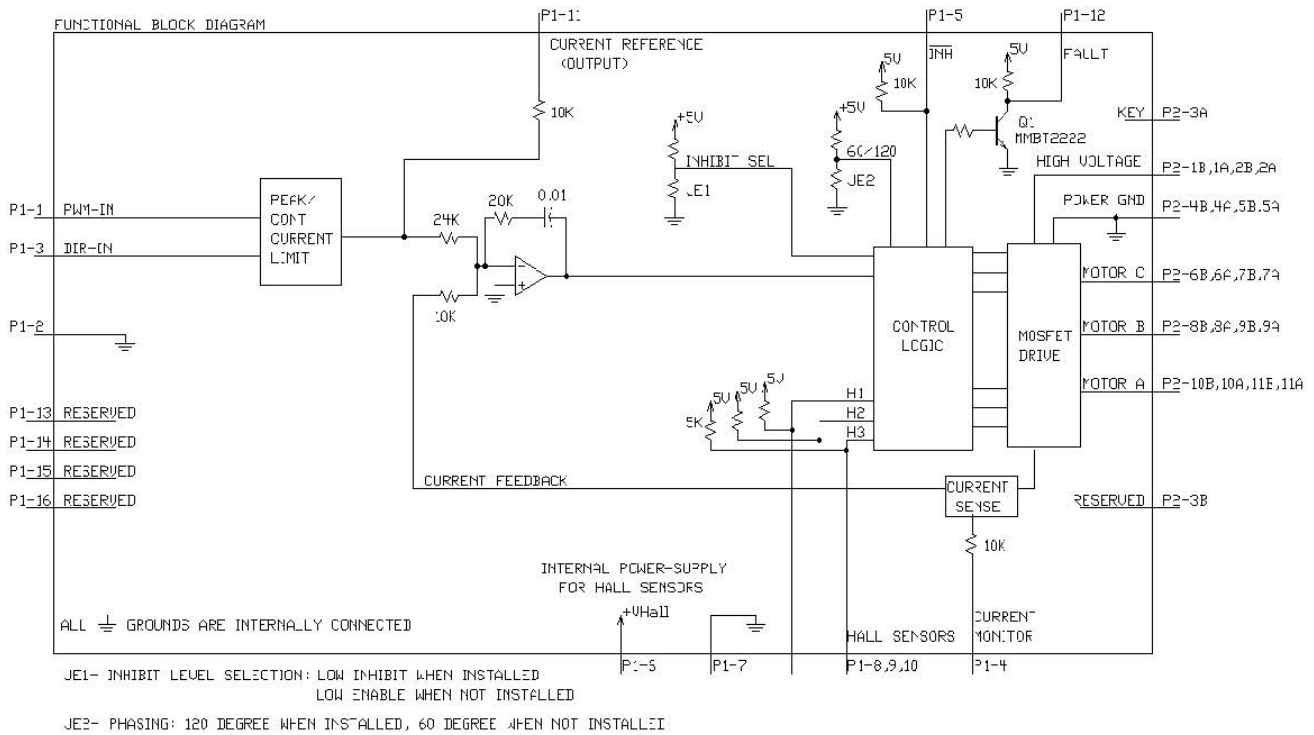 FUNCTIONAL BLOCK DIAGRAM
P1-11
P1-5
P1-12
CURRENT REFERENCE
(OUTPUT)
INH
FAULT
5V
10K
5V
10K
10K
KEY
P2-3A
+5V
+5V
Q1
MMBT2222
INHIBIT SEL
60/120
JE1
JE2
HIGH VOLTAGE
P2-1B,1A,2B,2A
PEAK/
CONT
CURRENT
LIMIT
P1-1
PWM-IN
20K
0.01
24K
POWER GND
P2-4B,4A,5B,5A
P1-3
DIR-IN
MOTOR C
P2-6B,6A,7B,7A
10K
P1-2
CONTROL
LOGIC
MOSFET
DRIVE
MOTOR B
P2-8B,8A,9B,9A
MOTOR A
P2-10B,10A,11B,11A
5V
5V
5V
5K
H1
H2
H3
P1-13 RESERVED
P1-14 RESERVED
P1-15 RESERVED
P1-16 RESERVED
CURRENT FEEDBACK
CURRENT
SENSE
RESERVED
P2-3B
10K
INTERNAL POWER-SUPPLY
FOR HALL SENSORS
+VHall
ALL GROUNDS ARE INTERNALLY CONNECTED
HALL SENSORS
CURRENT
MONITOR
P1-6
P1-7
P1-8,9,10
P1-4
JE1- INHIBIT LEVEL SELECTION: LOW INHIBIT WHEN INSTALLED
LOW ENABLE WHEN NOT INSTALLED
JE2- PHASING: 120 DEGREE WHEN INSTALLED, 60 DEGREE WHEN NOT INSTALLED